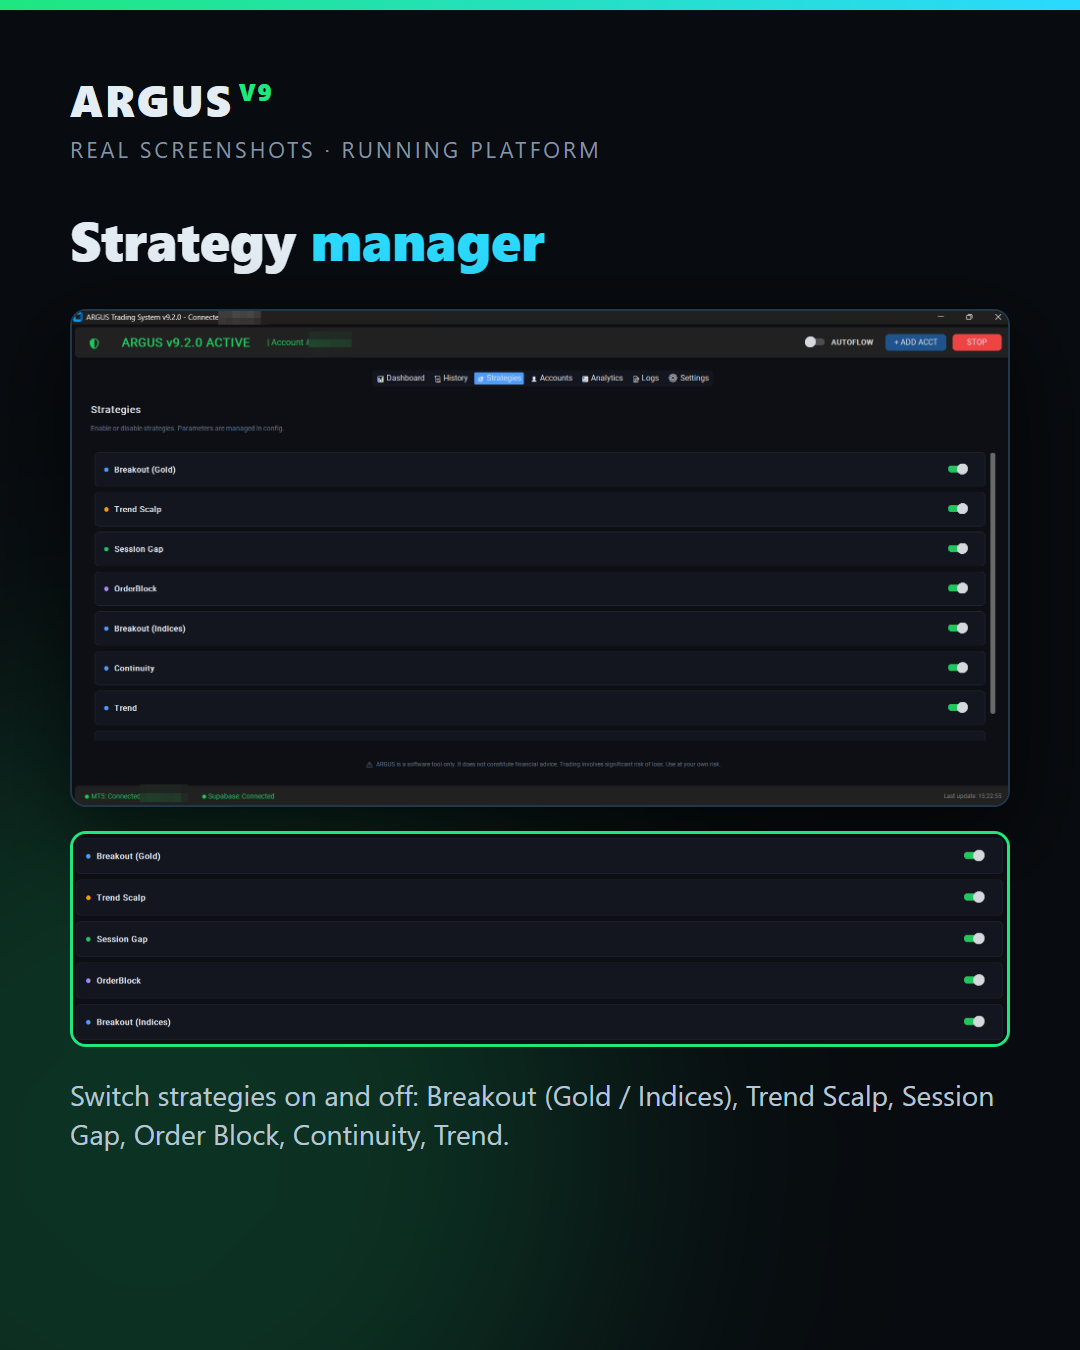 ARGUS V9
REAL SCREENSHOTS · RUNNING PLATFORM
Strategy manager
ARGUS Trading System v9.2.0 - Connecte
ARGUS v9.2.0 ACTIVE | Account # AUTOFLOW + ADD ACCT STOP
Dashboard History Strategies Accounts Analytics Logs Settings
Strategies
Enable or disable strategies. Parameters are managed in config.
Breakout (Gold)
Trend Scalp
Session Gap
OrderBlock
Breakout (Indices)
Continuity
Trend
ARGUS is a software tool only. It does not constitute financial advice. Trading involves significant risk of loss. Use at your own risk.
MT5: Connected Supabase: Connected Last update: 15:22:55
Breakout (Gold)
Trend Scalp
Session Gap
OrderBlock
Breakout (Indices)
Switch strategies on and off: Breakout (Gold / Indices), Trend Scalp, Session
Gap, Order Block, Continuity, Trend.